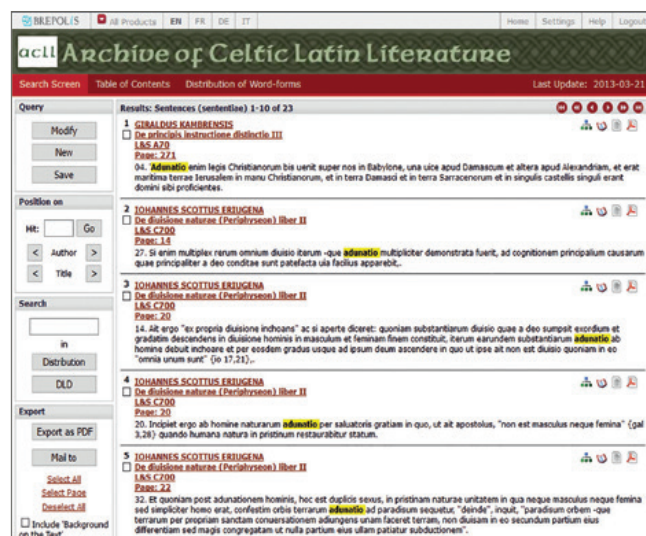 BREPOLiS All Products EN FR DE IT Home Settings Help Logout
acll Archive of Celtic Latin Literature
Search Screen Table of Contents Distribution of Word-forms Last Update: 2013-03-21
Query
Modify
New
Save
Position on
Hit: Go
< Author >
< Title >
Search
in
Distribution
DLD
Export
Export as PDF
Mail to
Select All
Select Page
Deselect All
Include 'Background
on the Text'
Results: Sentences (sententiae) 1-10 of 23
1 GIRALDUS KAMBRENSIS
De principis instructione distinctio III
L&S A70
Page: 271
04. Adunatio enim legis Christianorum bis uenit super nos in Babylone, una uice apud Damascum et altera apud Alexandriam, et erat
maritima terrae Ierusalem in manu Christianorum, et in terra Damasci et in terra Sarracenorum et in singulis castellis singuli erant
domini sibi proficientes.
2 IOHANNES SCOTTUS ERIUGENA
De diuisione naturae (Periphyseon) liber II
L&S C700
Page: 14
27. Si enim multiplex rerum omnium diuisio iterum -que adunatio multipliciter demonstrata fuerit, ad cognitionem principalium causarum
quae principaliter a deo conditae sunt patefacta uia facilius apparebit,.
3 IOHANNES SCOTTUS ERIUGENA
De diuisione naturae (Periphyseon) liber II
L&S C700
Page: 20
14. Ait ergo "ex propria diuisione inchoans" ac si aperte diceret: quoniam substantiarum diuisio quae a deo sumpsit exordium et
gradatim descendens in diuisione hominis in masculum et feminam finem constituit, iterum earundem substantiarum adunatio ab
homine debuit inchoare et per eosdem gradus usque ad ipsum deum ascendere in quo ut ipse ait non est diuisio quoniam in eo
"omnia unum sunt" {io 17,21},.
4 IOHANNES SCOTTUS ERIUGENA
De diuisione naturae (Periphyseon) liber II
L&S C700
Page: 20
20. Incipiet ergo ab homine naturarum adunatio per saluatoris gratiam in quo, ut ait apostolus, "non est masculus neque femina" {gal
3,28} quando humana natura in pristinum restaurabitur statum.
5 IOHANNES SCOTTUS ERIUGENA
De diuisione naturae (Periphyseon) liber II
L&S C700
Page: 22
32. Et quoniam post adunationem hominis, hoc est duplicis sexus, in pristinam naturae unitatem in qua neque masculus neque femina
sed simpliciter homo erat, confestim orbis terrarum adunatio ad paradisum sequetur, "deinde", inquit, "paradisum orbem -que
terrarum per propriam sanctam conuersationem adiungens unam faceret terram, non diuisam in eo secundum partium eius
differentiam sed magis congregatam ut nulla partium eius ullam patiatur subductionem".